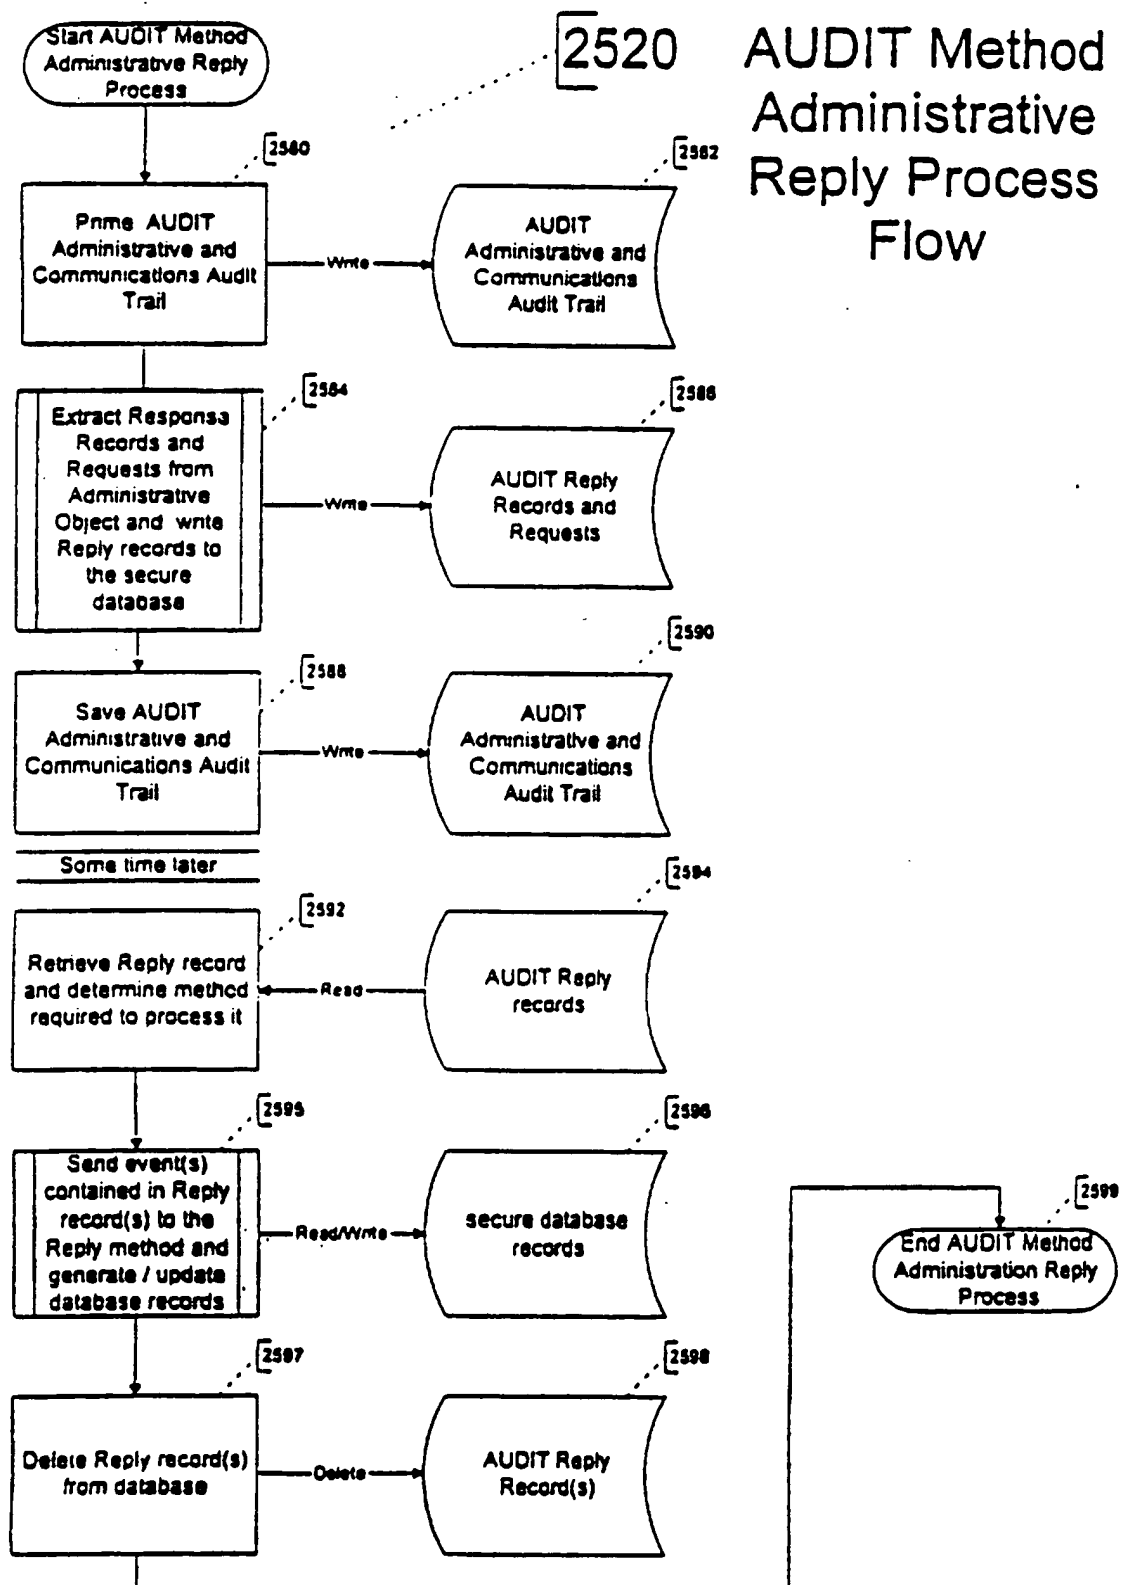 Start AUDIT Method
Administrative Reply
Process
2520
AUDIT Method
Administrative
Reply Process
Flow
2580
Prime AUDIT
Administrative and
Communications Audit
Trail
Write
2582
AUDIT
Administrative and
Communications
Audit Trail
2584
Extract Response
Records and
Requests from
Administrative
Object and write
Reply records to
the secure
database
Write
2586
AUDIT Reply
Records and
Requests
2588
Save AUDIT
Administrative and
Communications Audit
Trail
Write
2590
AUDIT
Administrative and
Communications
Audit Trail
Some time later
2592
Retrieve Reply record
and determine method
required to process it
Read
2594
AUDIT Reply
records
2595
Send event(s)
contained in Reply
record(s) to the
Reply method and
generate / update
database records
Read/Write
2596
secure database
records
2597
Delete Reply record(s)
from database
Delete
2598
AUDIT Reply
Record(s)
2599
End AUDIT Method
Administration Reply
Process